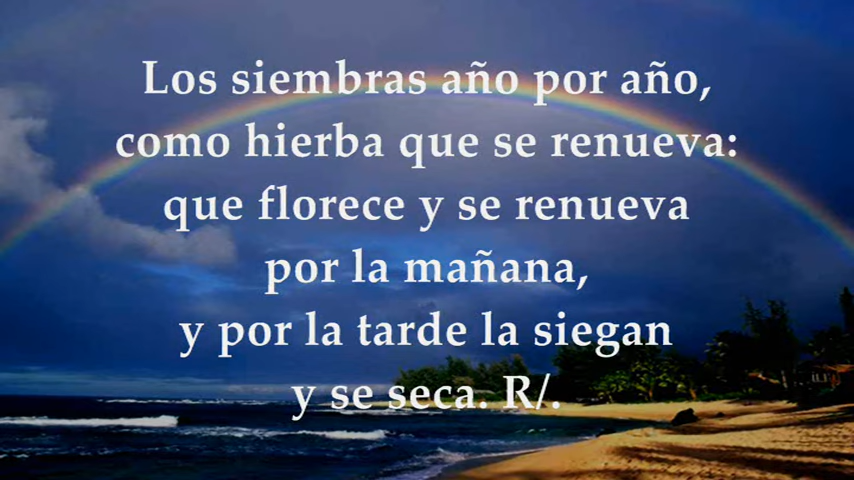 Los siembras año por año,
como hierba que se renueva:
que florece y se renueva
por la mañana,
y por la tarde la siegan
y se seca. R/.